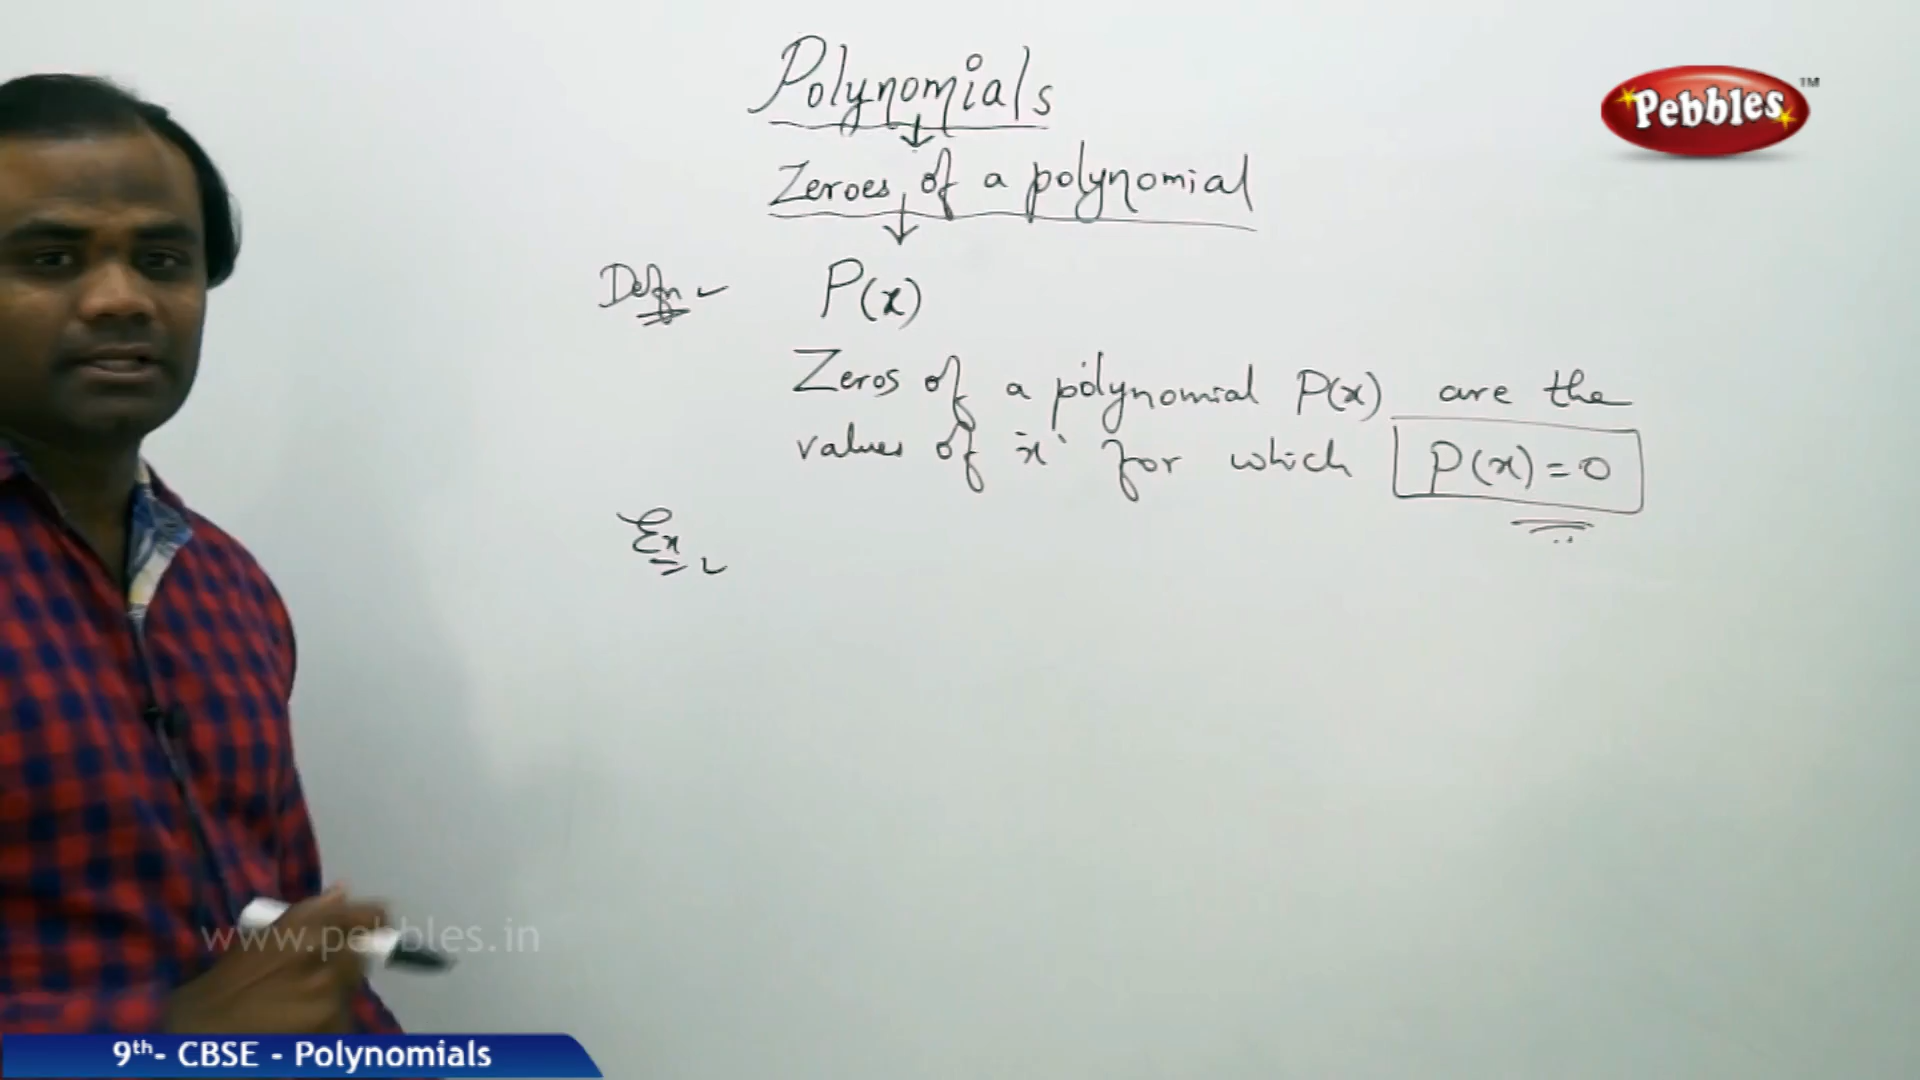 Polynomials
Zeroes of a polynomial
Defn
P(x)
Zeros of a polynomial P(x) are the
values of 'x' for which P(x) = 0
Ex
Pebbles™
www.pebbles.in
9th- CBSE - Polynomials